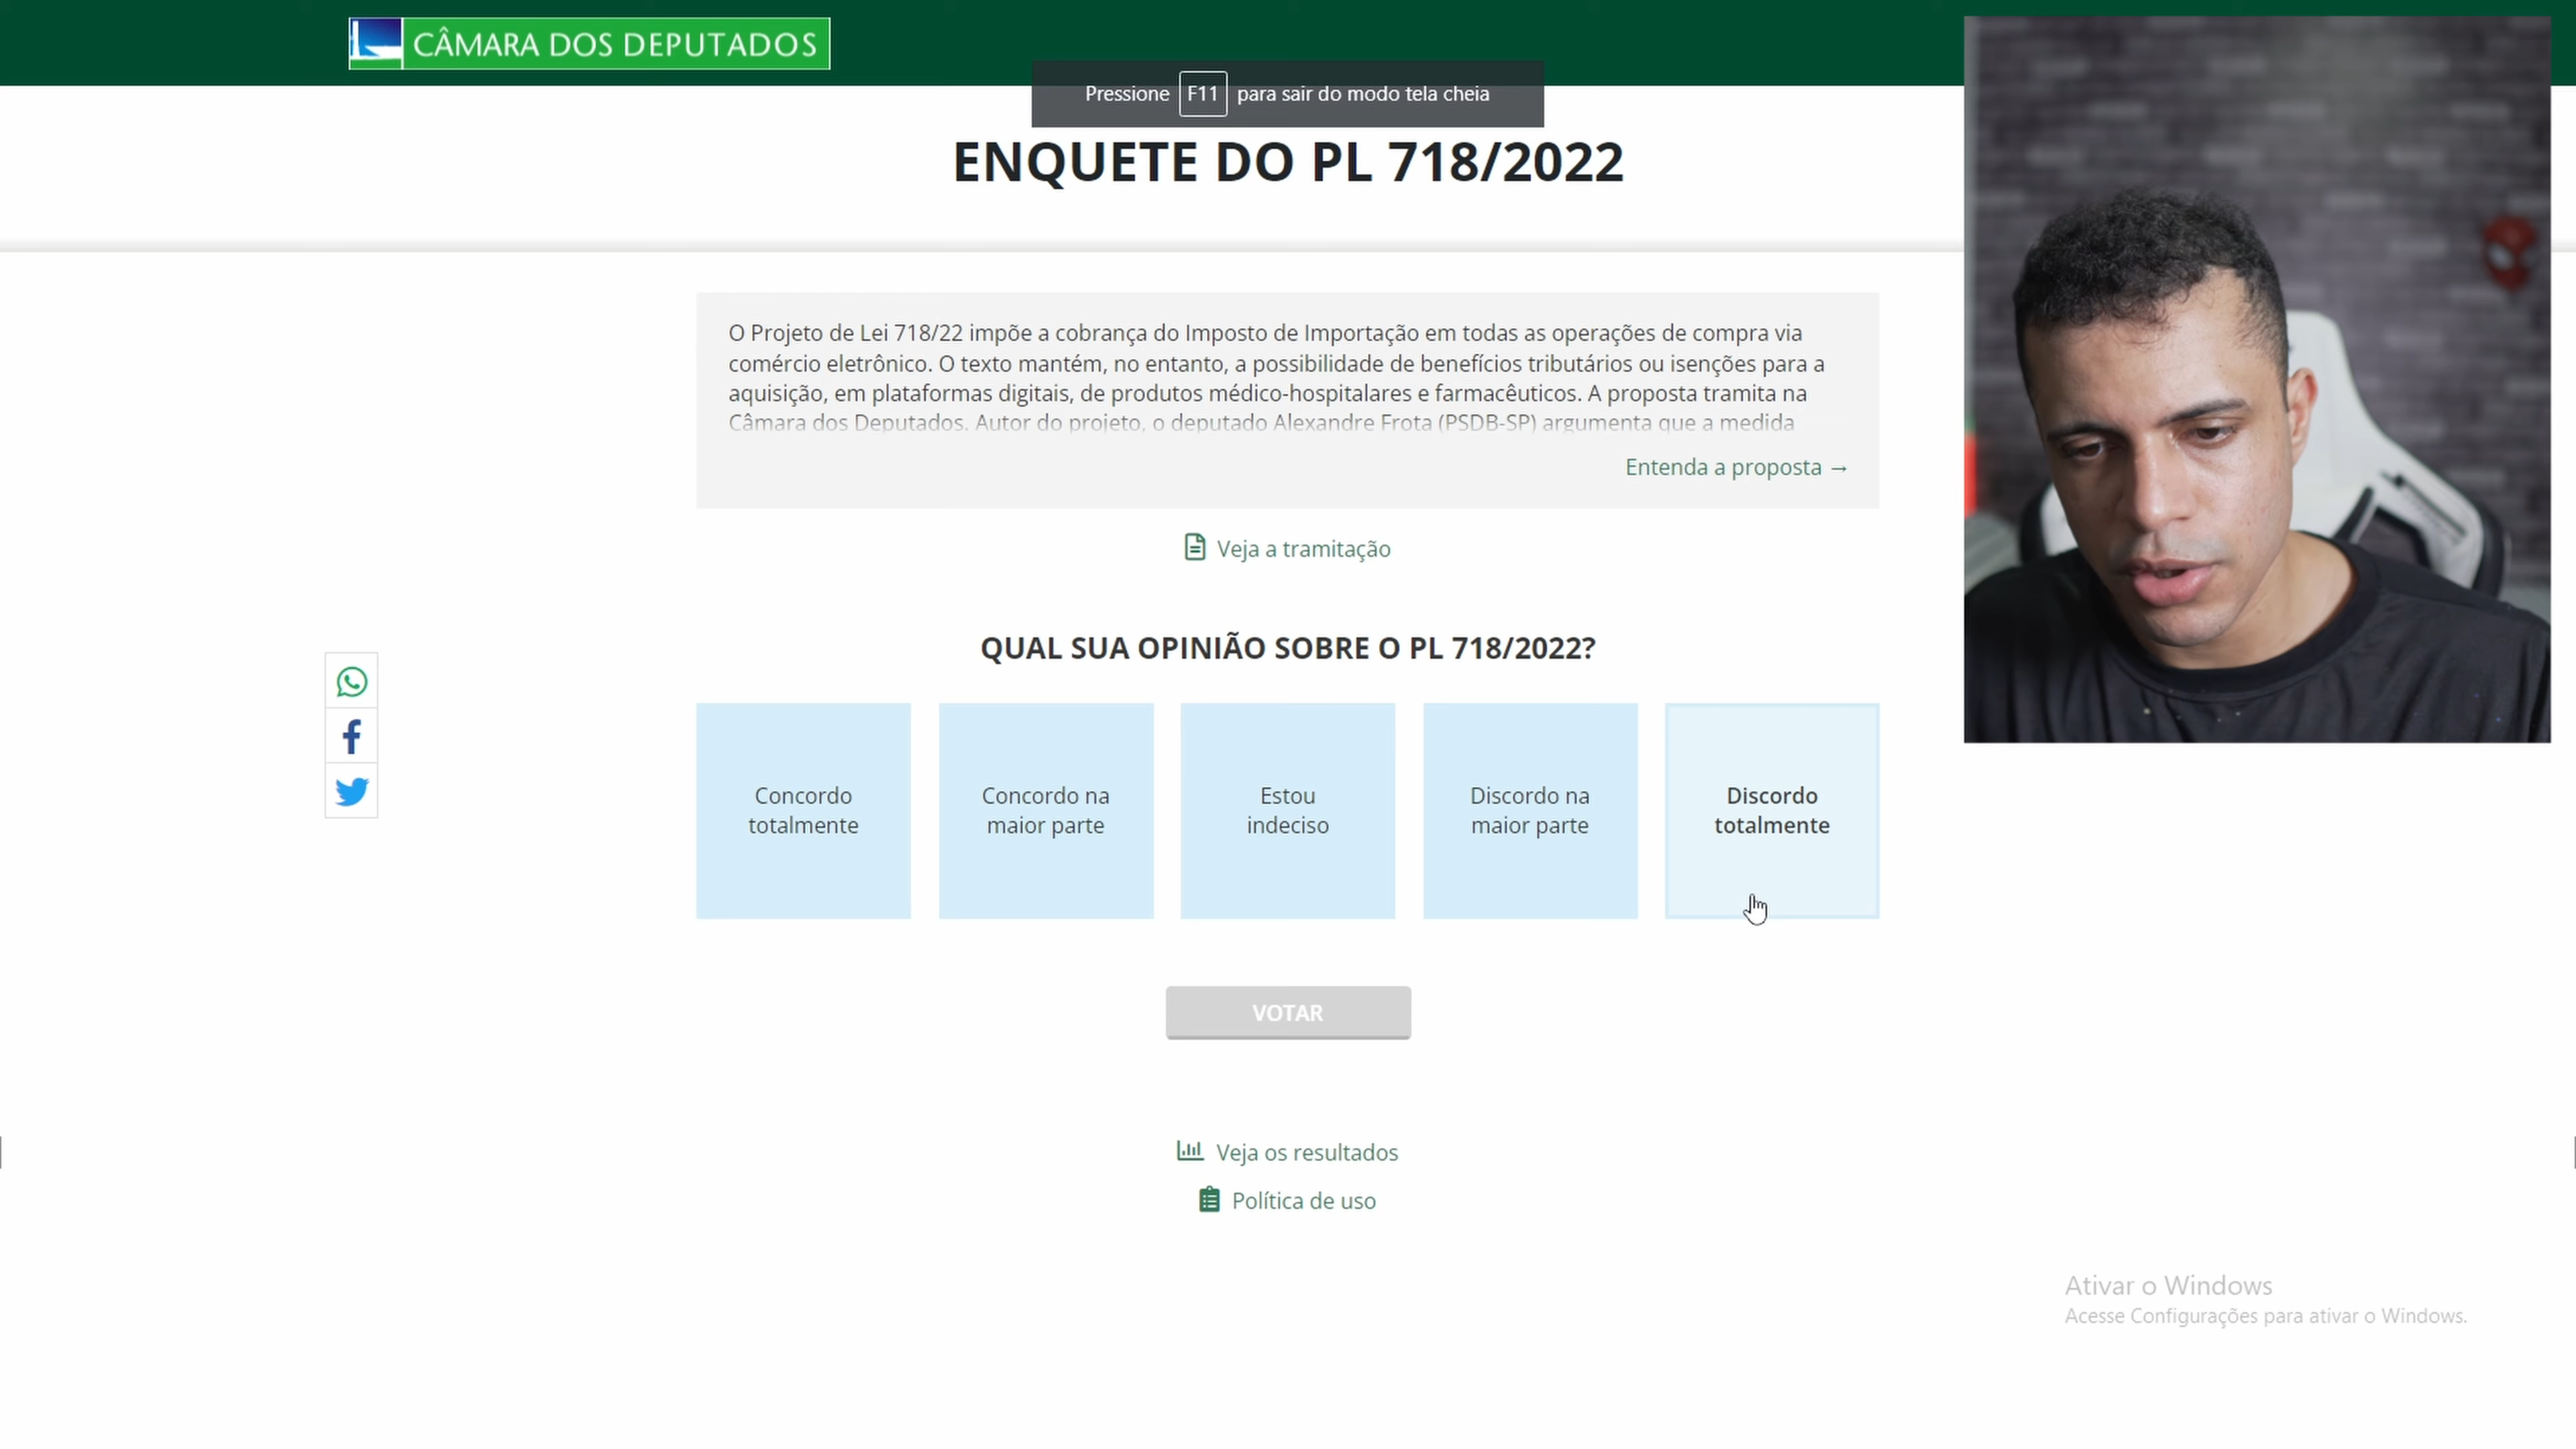 CÂMARA DOS DEPUTADOS
Pressione F11 para sair do modo tela cheia
ENQUETE DO PL 718/2022
O Projeto de Lei 718/22 impõe a cobrança do Imposto de Importação em todas as operações de compra via
comércio eletrônico. O texto mantém, no entanto, a possibilidade de benefícios tributários ou isenções para a
aquisição, em plataformas digitais, de produtos médico-hospitalares e farmacêuticos. A proposta tramita na
Câmara dos Deputados. Autor do projeto, o deputado Alexandre Frota (PSDB-SP) argumenta que a medida
Entenda a proposta →
Veja a tramitação
QUAL SUA OPINIÃO SOBRE O PL 718/2022?
Concordo
totalmente
Concordo na
maior parte
Estou
indeciso
Discordo na
maior parte
Discordo
totalmente
VOTAR
Veja os resultados
Política de uso
Ativar o Windows
Acesse Configurações para ativar o Windows.